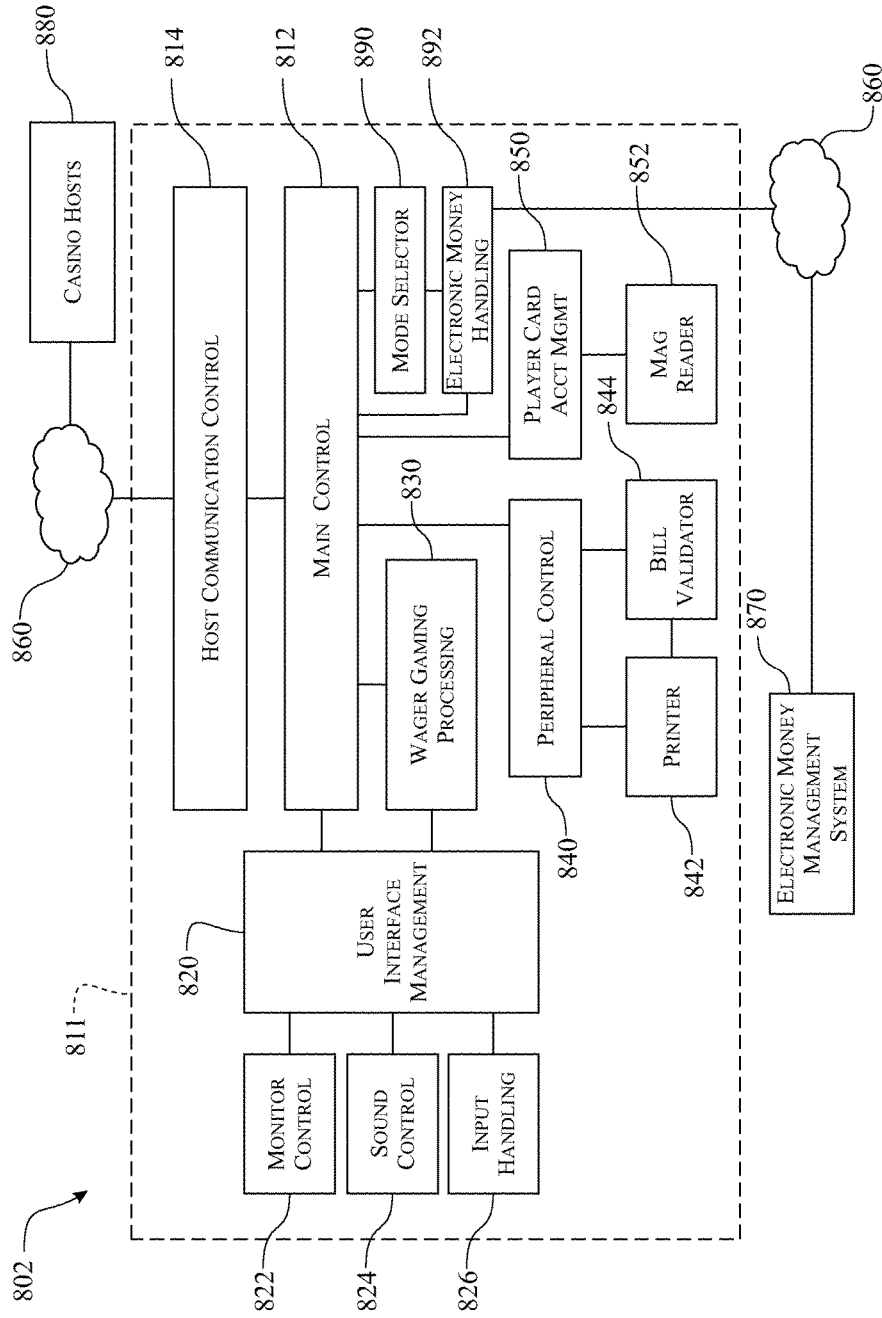 802
811
860
CASINO HOSTS
880
HOST COMMUNICATION CONTROL
814
MAIN CONTROL
812
MODE SELECTOR
890
ELECTRONIC MONEY
HANDLING
892
820
USER
INTERFACE
MANAGEMENT
MONITOR
CONTROL
822
SOUND
CONTROL
824
INPUT
HANDLING
826
WAGER GAMING
PROCESSING
830
PERIPHERAL CONTROL
840
PLAYER CARD
ACCT MGMT
850
PRINTER
842
BILL
VALIDATOR
844
MAG
READER
852
ELECTRONIC MONEY
MANAGEMENT
SYSTEM
870
860